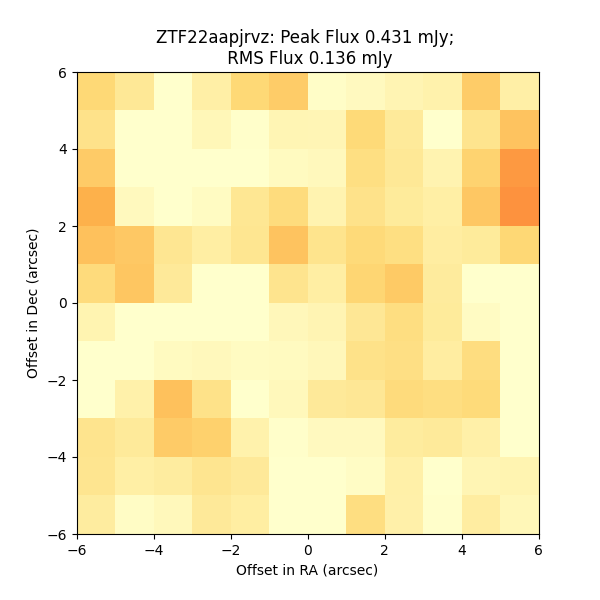 ZTF22aapjrvz: Peak Flux 0.431 mJy;
RMS Flux 0.136 mJy
6
4
2
0
−2
−4
−6
Offset in Dec (arcsec)
−6 −4 −2 0 2 4 6
Offset in RA (arcsec)